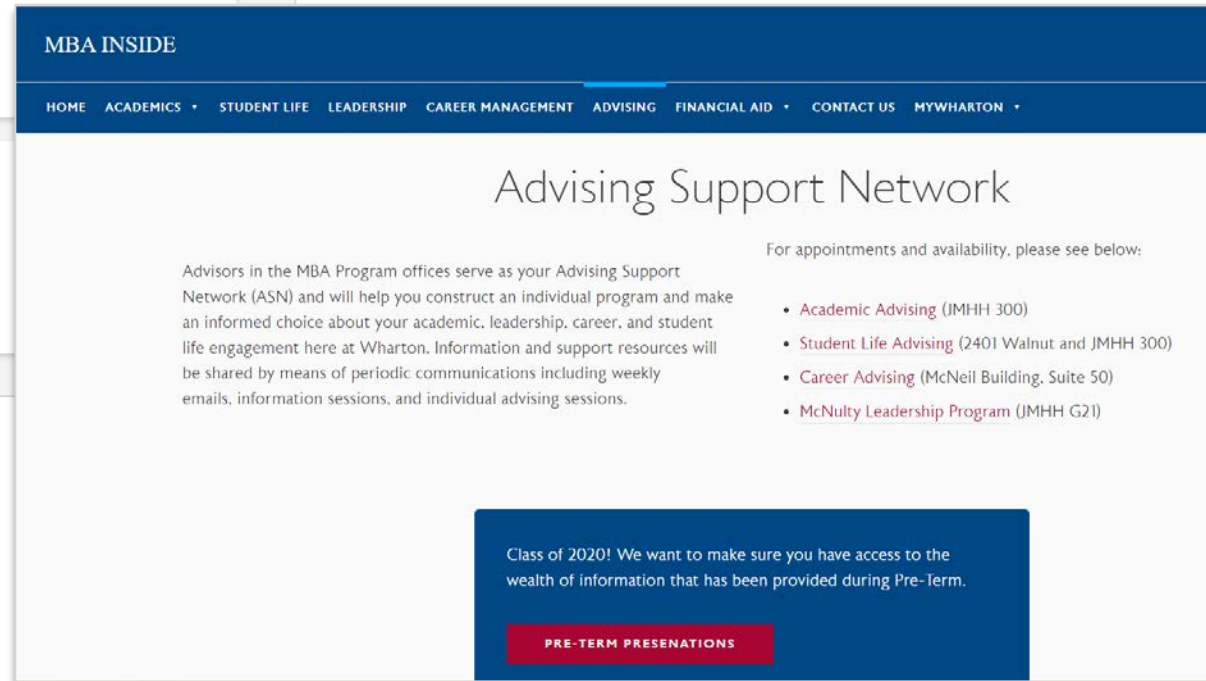 MBA INSIDE
HOME ACADEMICS STUDENT LIFE LEADERSHIP CAREER MANAGEMENT ADVISING FINANCIAL AID CONTACT US MYWHARTON
Advising Support Network
Advisors in the MBA Program offices serve as your Advising Support
Network (ASN) and will help you construct an individual program and make
an informed choice about your academic, leadership, career, and student
life engagement here at Wharton. Information and support resources will
be shared by means of periodic communications including weekly
emails, information sessions, and individual advising sessions.
For appointments and availability, please see below:
• Academic Advising (JMHH 300)
• Student Life Advising (2401 Walnut and JMHH 300)
• Career Advising (McNeil Building, Suite 50)
• McNulty Leadership Program (JMHH G21)
Class of 2020! We want to make sure you have access to the
wealth of information that has been provided during Pre-Term.
PRE-TERM PRESENATIONS